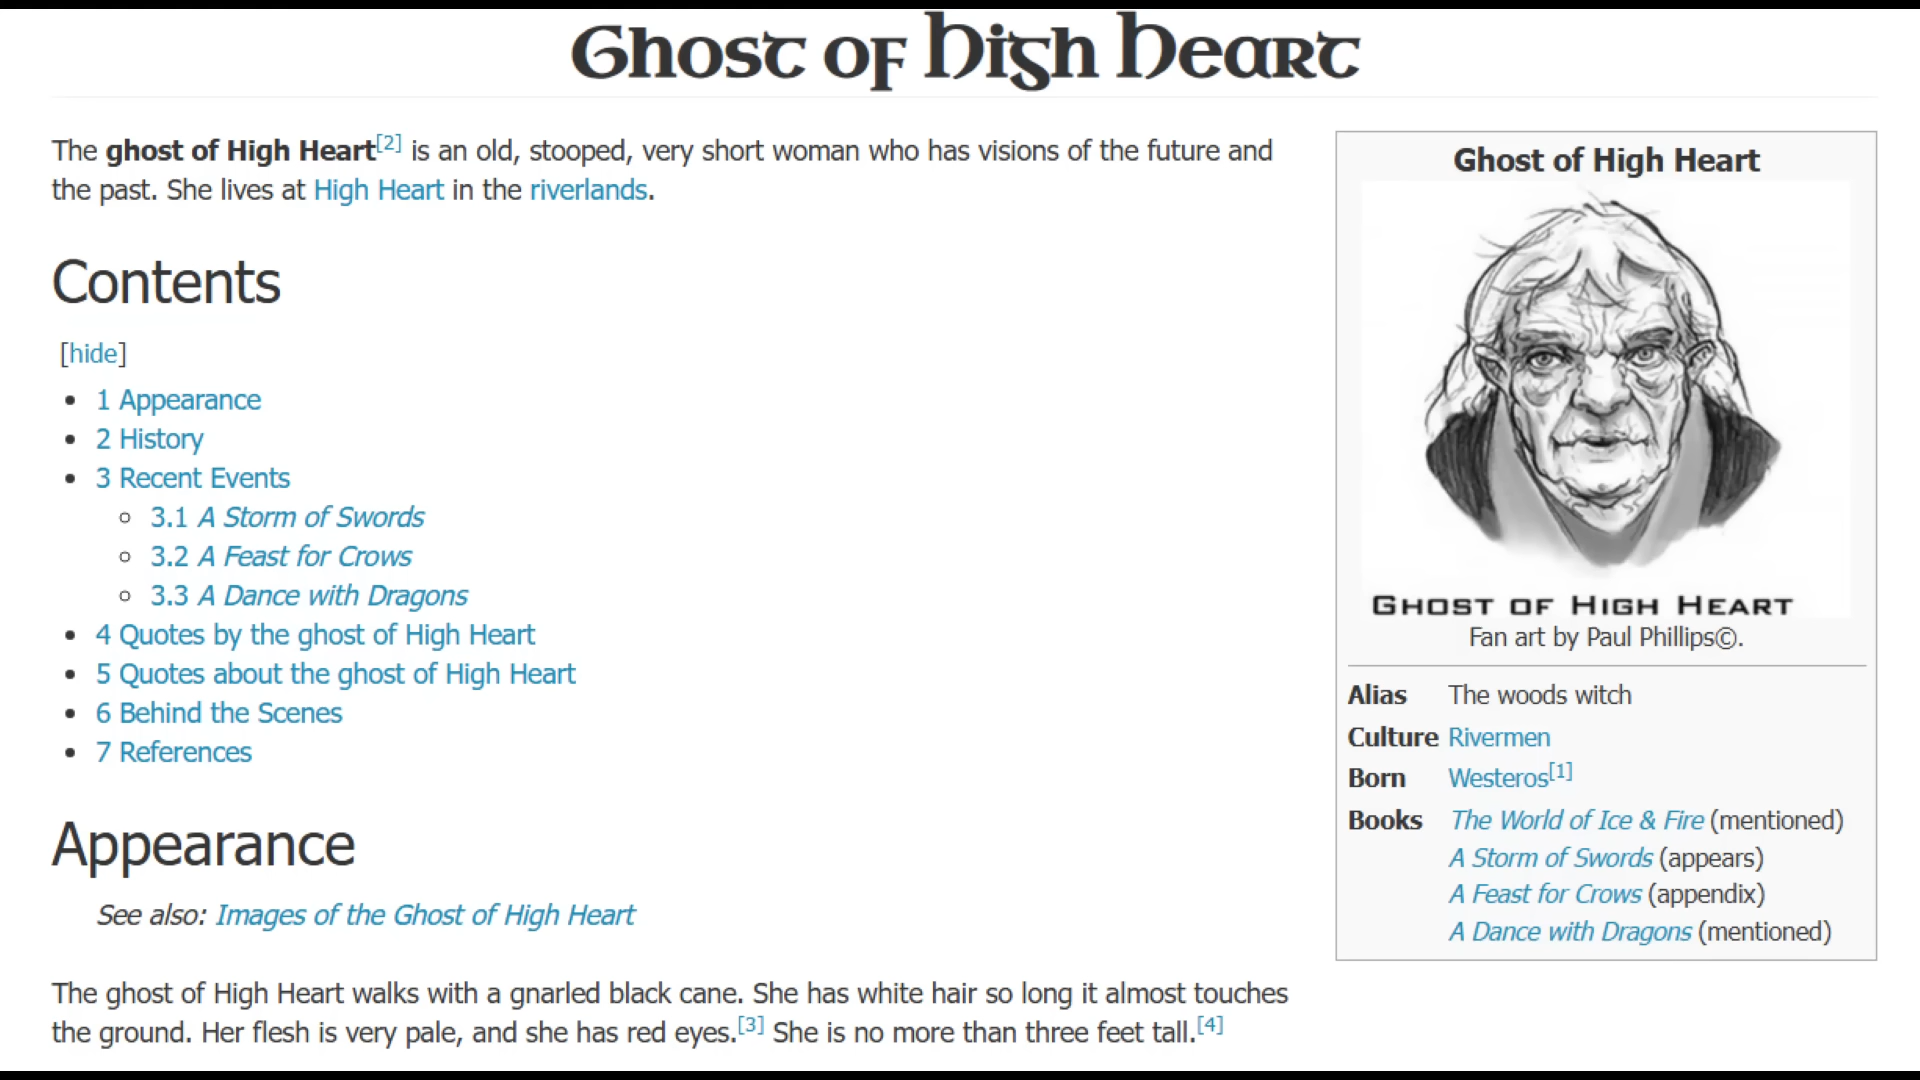 Ghost of High Heart
The ghost of High Heart[2] is an old, stooped, very short woman who has visions of the future and
the past. She lives at High Heart in the riverlands.
Contents
[hide]
1 Appearance
2 History
3 Recent Events
3.1 A Storm of Swords
3.2 A Feast for Crows
3.3 A Dance with Dragons
4 Quotes by the ghost of High Heart
5 Quotes about the ghost of High Heart
6 Behind the Scenes
7 References
Appearance
See also: Images of the Ghost of High Heart
The ghost of High Heart walks with a gnarled black cane. She has white hair so long it almost touches
the ground. Her flesh is very pale, and she has red eyes.[3] She is no more than three feet tall.[4]
Ghost of High Heart
GHOST OF HIGH HEART
Fan art by Paul Phillips©.
Alias The woods witch
Culture Rivermen
Born Westeros[1]
Books The World of Ice & Fire (mentioned)
A Storm of Swords (appears)
A Feast for Crows (appendix)
A Dance with Dragons (mentioned)